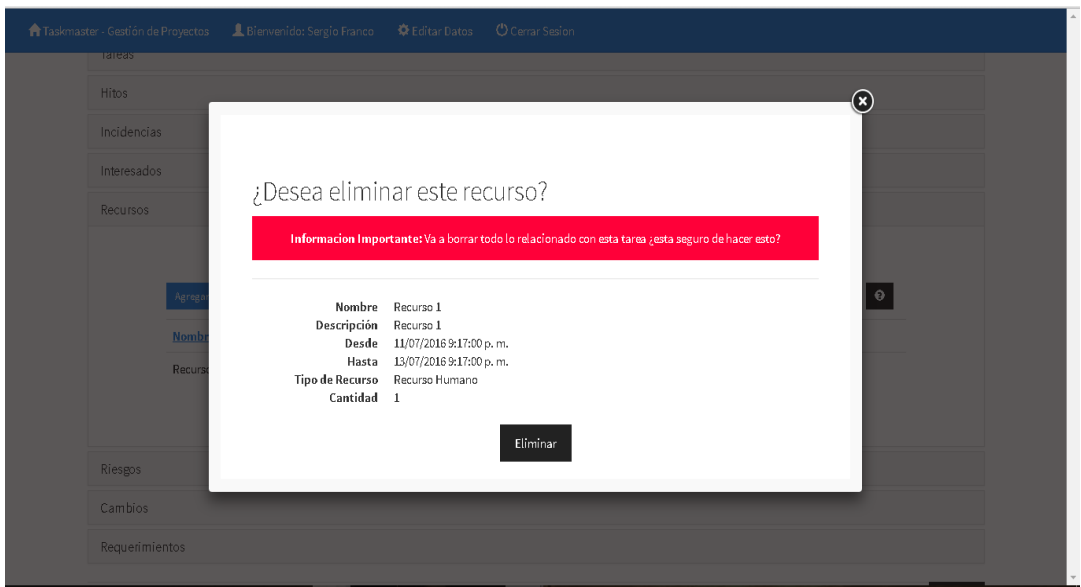 Taskmaster - Gestión de Proyectos Bienvenido: Sergio Franco Editar Datos Cerrar Sesion
Tareas
Hitos
Incidencias
Interesados
Recursos
¿Desea eliminar este recurso?
Informacion Importante: Va a borrar todo lo relacionado con esta tarea ¿esta seguro de hacer esto?
Agregar
Nombr
Recurso
Nombre Recurso 1
Descripción Recurso 1
Desde 11/07/2016 9:17:00 p. m.
Hasta 13/07/2016 9:17:00 p. m.
Tipo de Recurso Recurso Humano
Cantidad 1
Eliminar
Riesgos
Cambios
Requerimientos